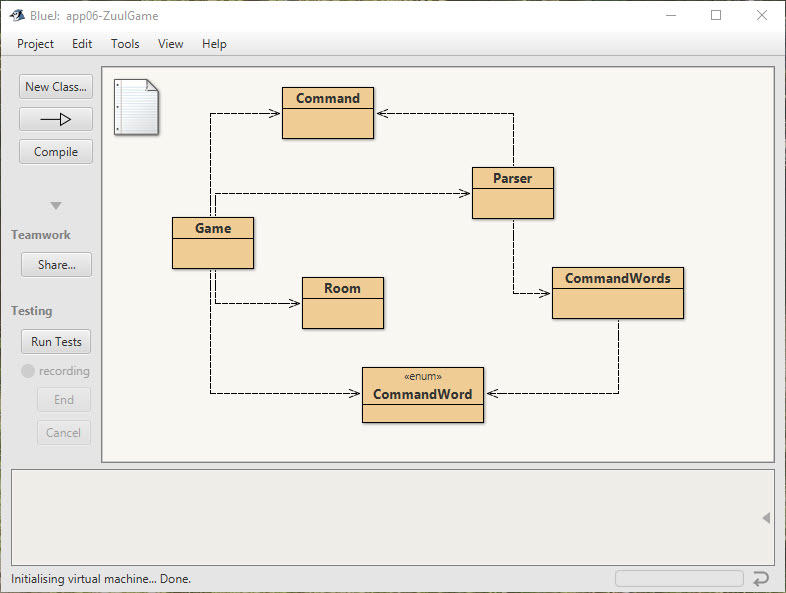 BlueJ: app06-ZuulGame
Project Edit Tools View Help
New Class...
Compile
Teamwork
Share...
Testing
Run Tests
recording
End
Cancel
Command
Parser
Game
CommandWords
Room
«enum»
CommandWord
Initialising virtual machine... Done.